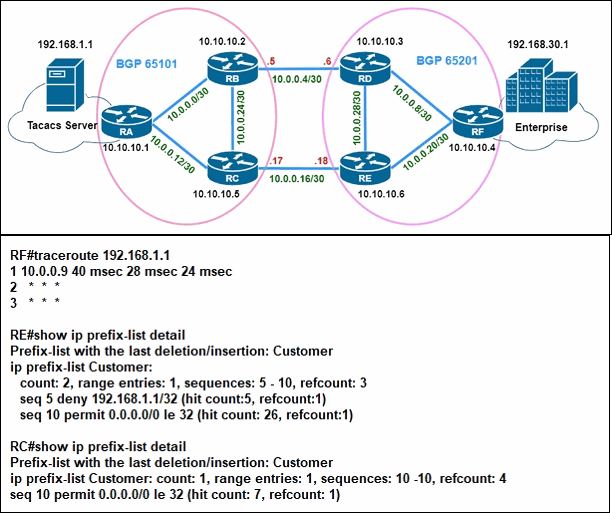 192.168.1.1
BGP 65101
10.10.10.2
RB
.5
.6
10.0.0.4/30
10.10.10.3
RD
BGP 65201
192.168.30.1
10.0.0.0/30
10.0.0.24/30
10.0.0.28/30
10.0.0.8/30
Tacacs Server
RA
10.10.10.1
RF
10.10.10.4
Enterprise
10.0.0.12/30
10.0.0.20/30
RC
10.10.10.5
.17
.18
10.0.0.16/30
RE
10.10.10.6
RF#traceroute 192.168.1.1
1 10.0.0.9 40 msec 28 msec 24 msec
2 * * *
3 * * *
RE#show ip prefix-list detail
Prefix-list with the last deletion/insertion: Customer
ip prefix-list Customer:
count: 2, range entries: 1, sequences: 5 - 10, refcount: 3
seq 5 deny 192.168.1.1/32 (hit count:5, refcount:1)
seq 10 permit 0.0.0.0/0 le 32 (hit count: 26, refcount:1)
RC#show ip prefix-list detail
Prefix-list with the last deletion/insertion: Customer
ip prefix-list Customer: count: 1, range entries: 1, sequences: 10 -10, refcount: 4
seq 10 permit 0.0.0.0/0 le 32 (hit count: 7, refcount: 1)